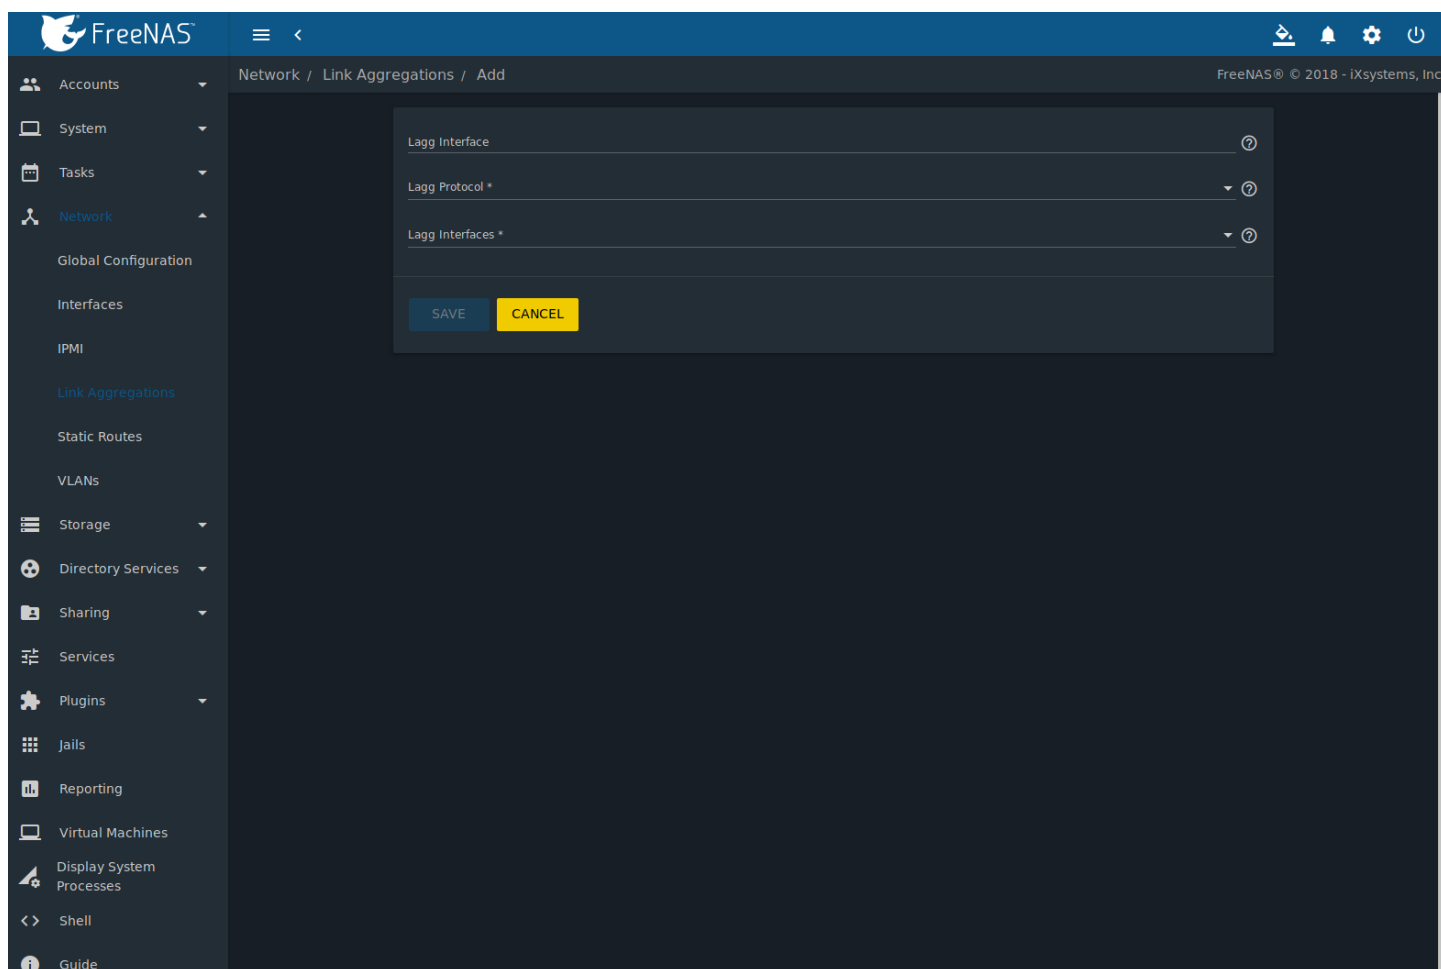 FreeNAS™
Network / Link Aggregations / Add
FreeNAS® © 2018 - iXsystems, Inc
Accounts
System
Tasks
Network
Global Configuration
Interfaces
IPMI
Link Aggregations
Static Routes
VLANs
Storage
Directory Services
Sharing
Services
Plugins
Jails
Reporting
Virtual Machines
Display System
Processes
Shell
Guide
Lagg Interface
Lagg Protocol *
Lagg Interfaces *
SAVE
CANCEL